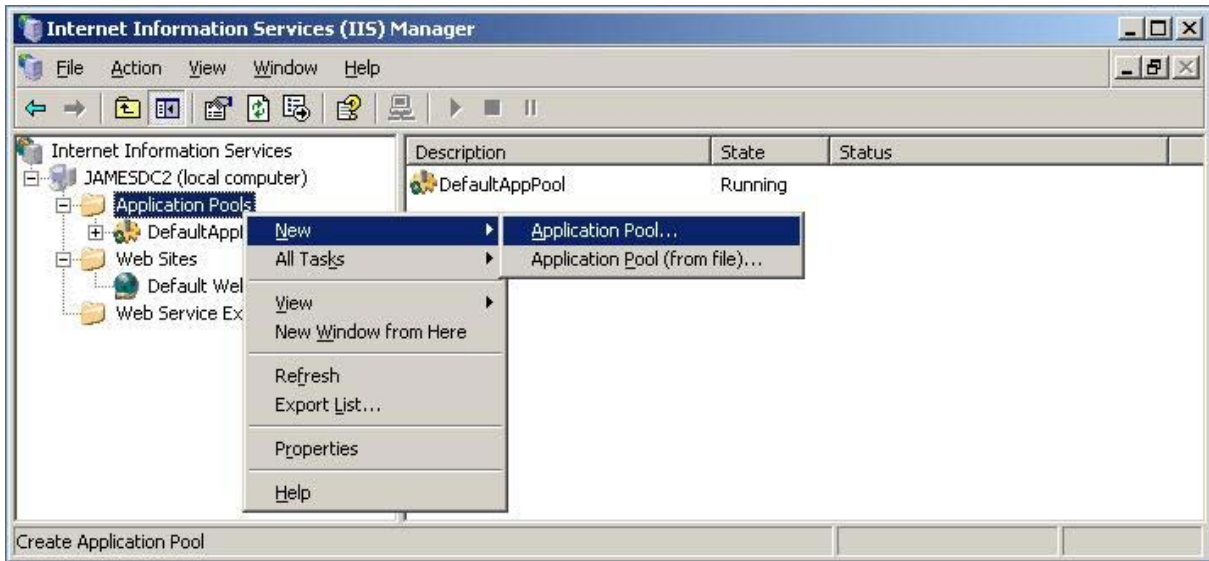 Internet Information Services (IIS) Manager
File Action View Window Help
Internet Information Services
JAMESDC2 (local computer)
Application Pools
DefaultAppl
Web Sites
Default Wel
Web Service Ex
Description State Status
DefaultAppPool Running
New
All Tasks
View
New Window from Here
Refresh
Export List...
Properties
Help
Application Pool...
Application Pool (from file)...
Create Application Pool